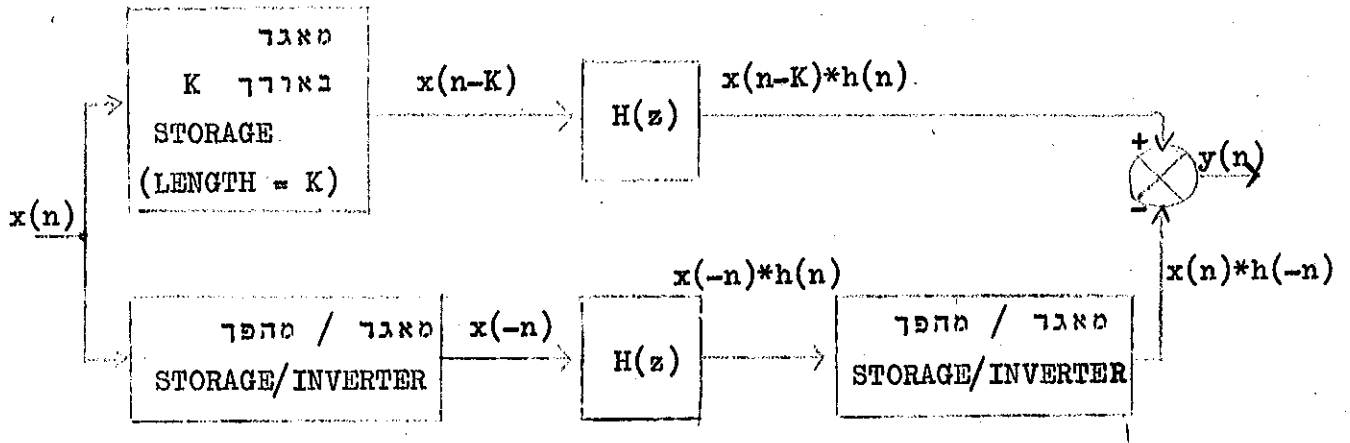 מאגר
באורך K
STORAGE
(LENGTH = K)
x(n-K)
H(z)
x(n-K)*h(n)
+
-
y(n)
x(n)
x(-n)*h(n)
x(n)*h(-n)
מאגר / מהפך
STORAGE/INVERTER
x(-n)
H(z)
מאגר / מהפך
STORAGE/INVERTER